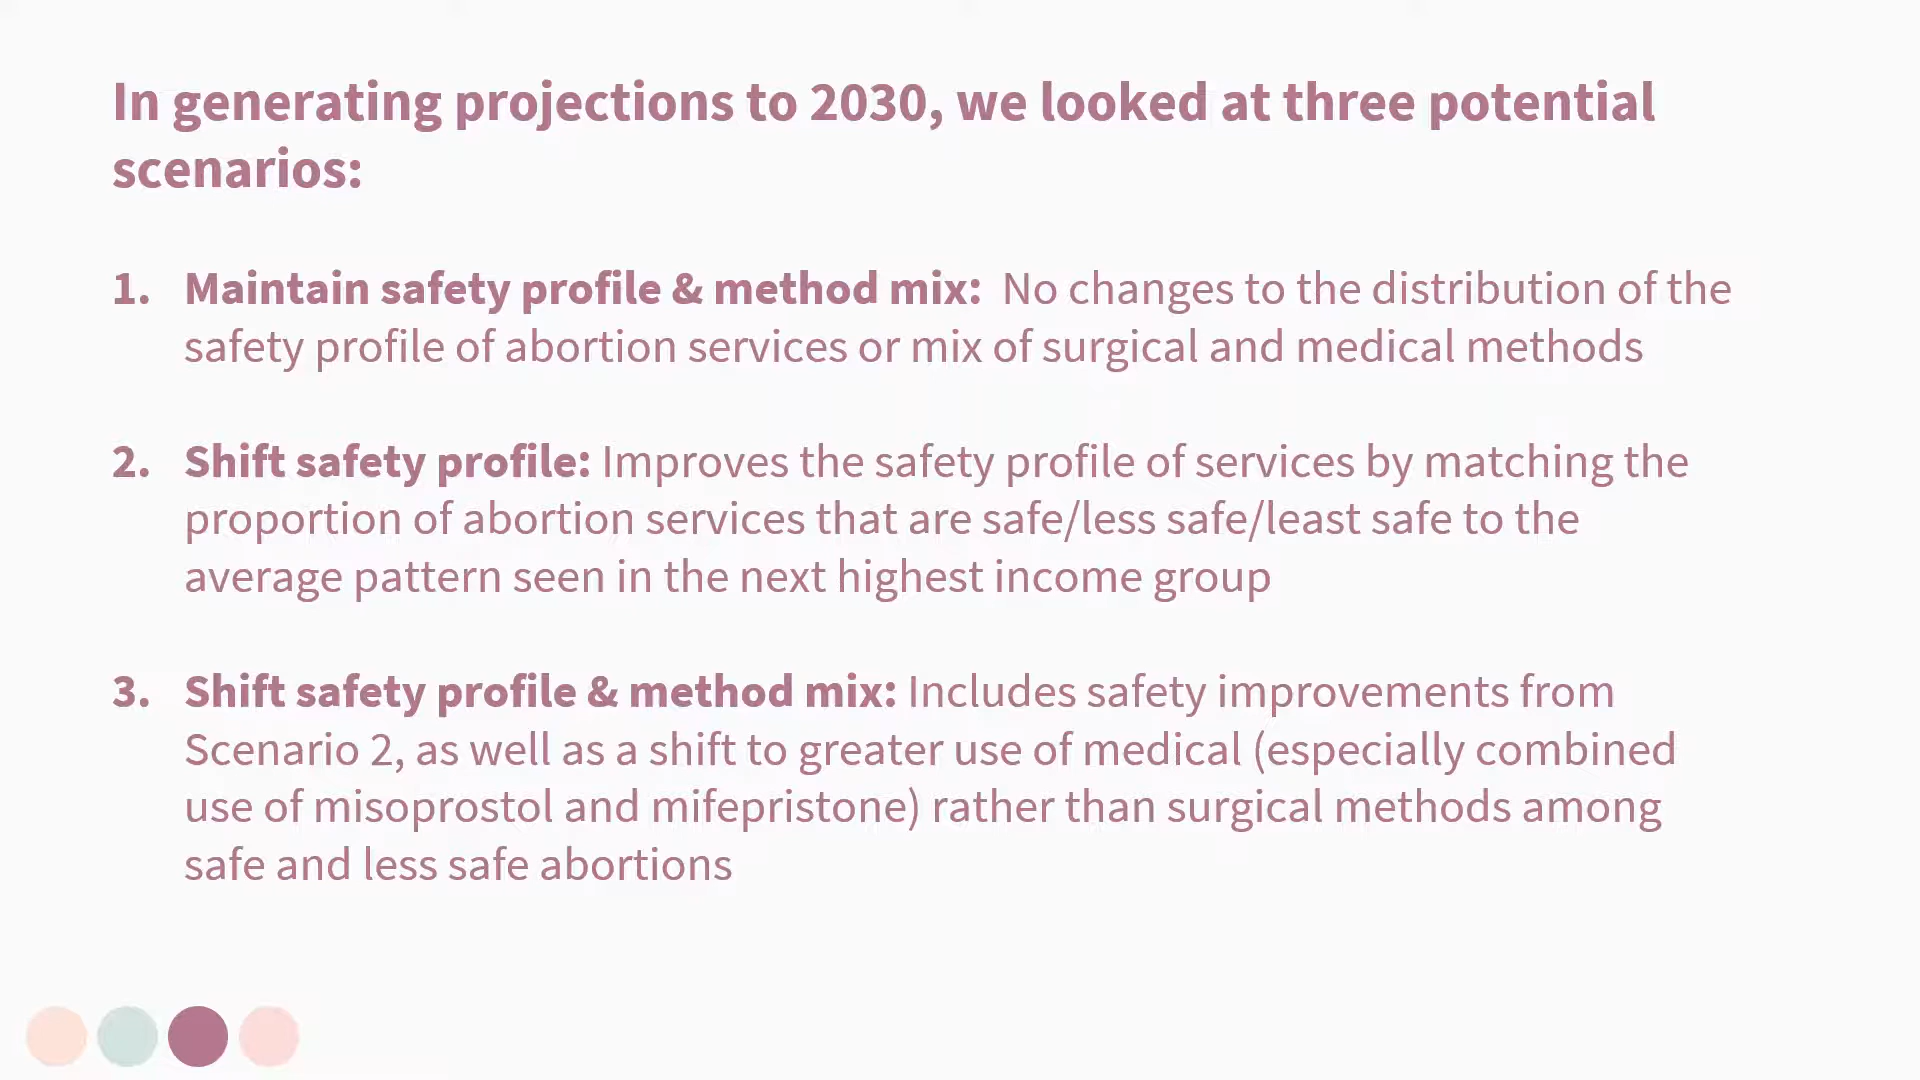 In generating projections to 2030, we looked at three potential
scenarios:
1. Maintain safety profile & method mix: No changes to the distribution of the
safety profile of abortion services or mix of surgical and medical methods
2. Shift safety profile: Improves the safety profile of services by matching the
proportion of abortion services that are safe/less safe/least safe to the
average pattern seen in the next highest income group
3. Shift safety profile & method mix: Includes safety improvements from
Scenario 2, as well as a shift to greater use of medical (especially combined
use of misoprostol and mifepristone) rather than surgical methods among
safe and less safe abortions